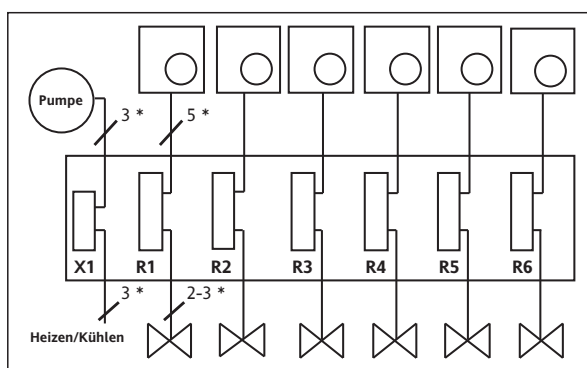 Pumpe
3 *
5 *
X1
R1
R2
R3
R4
R5
R6
3 *
2-3 *
Heizen/Kühlen